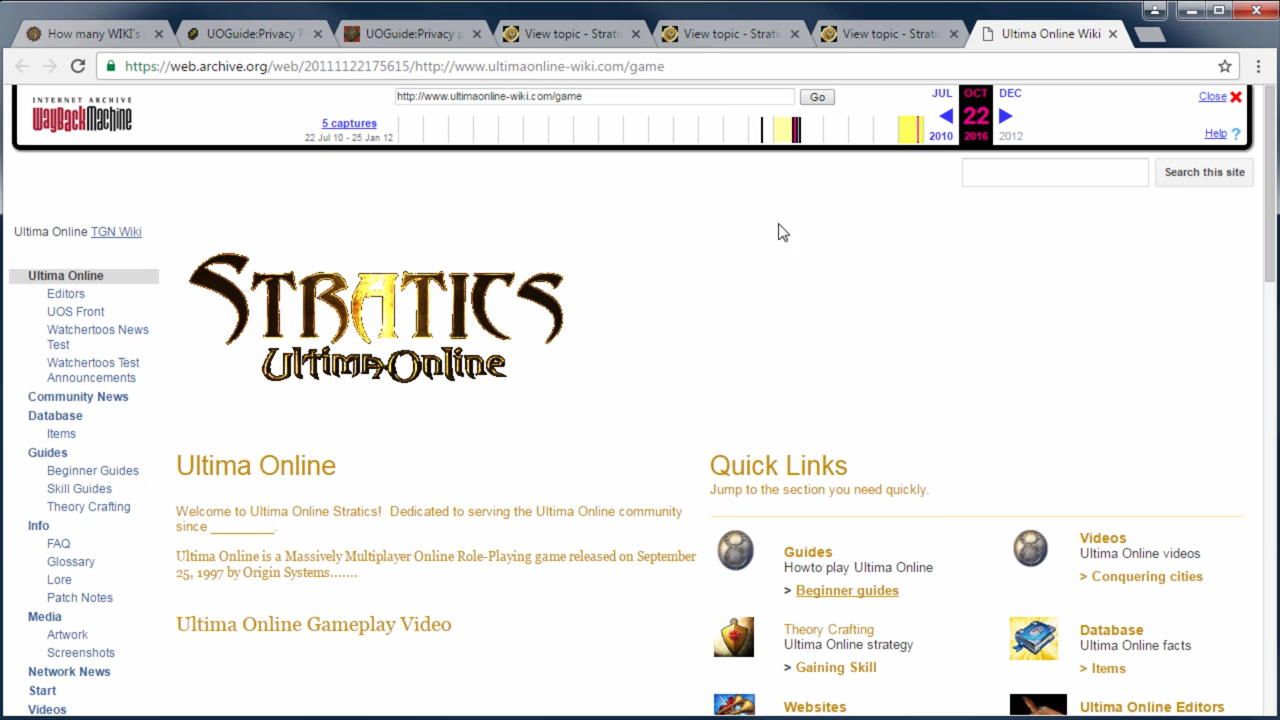 How many WIKI's
UOGuide:Privacy
UOGuide:Privacy p
View topic - Strati
View topic - Stratic
View topic - Stratic
Ultima Online Wiki
https://web.archive.org/web/20111122175615/http://www.ultimaonline-wiki.com/game
INTERNET ARCHIVE
WayBackMachine
http://www.ultimaonline-wiki.com/game
Go
JUL
OCT
DEC
Close
5 captures
22 Jul 10 - 25 Jan 12
22
2010
2016
2012
Help ?
Search this site
Ultima Online TGN Wiki
Ultima Online
Editors
UOS Front
Watchertoos News
Test
Watchertoos Test
Announcements
Community News
Database
Items
Guides
Beginner Guides
Skill Guides
Theory Crafting
Info
FAQ
Glossary
Lore
Patch Notes
Media
Artwork
Screenshots
Network News
Start
Videos
STRATICS
Ultima Online
Ultima Online
Welcome to Ultima Online Stratics! Dedicated to serving the Ultima Online community
since ________.
Ultima Online is a Massively Multiplayer Online Role-Playing game released on September
25, 1997 by Origin Systems.......
Ultima Online Gameplay Video
Quick Links
Jump to the section you need quickly.
Guides
Howto play Ultima Online
> Beginner guides
Videos
Ultima Online videos
> Conquering cities
Theory Crafting
Ultima Online strategy
> Gaining Skill
Database
Ultima Online facts
> Items
Websites
Ultima Online Editors